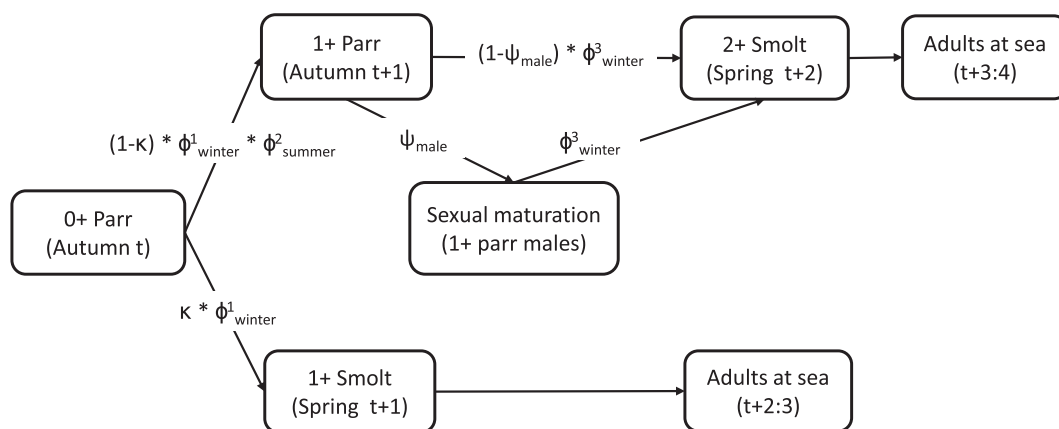 1+ Parr
(Autumn t+1)
(1-ψmale) * ϕ³winter
2+ Smolt
(Spring t+2)
Adults at sea
(t+3:4)
(1-κ) * ϕ¹winter * ϕ²summer
ψmale
ϕ³winter
0+ Parr
(Autumn t)
Sexual maturation
(1+ parr males)
κ * ϕ¹winter
1+ Smolt
(Spring t+1)
Adults at sea
(t+2:3)